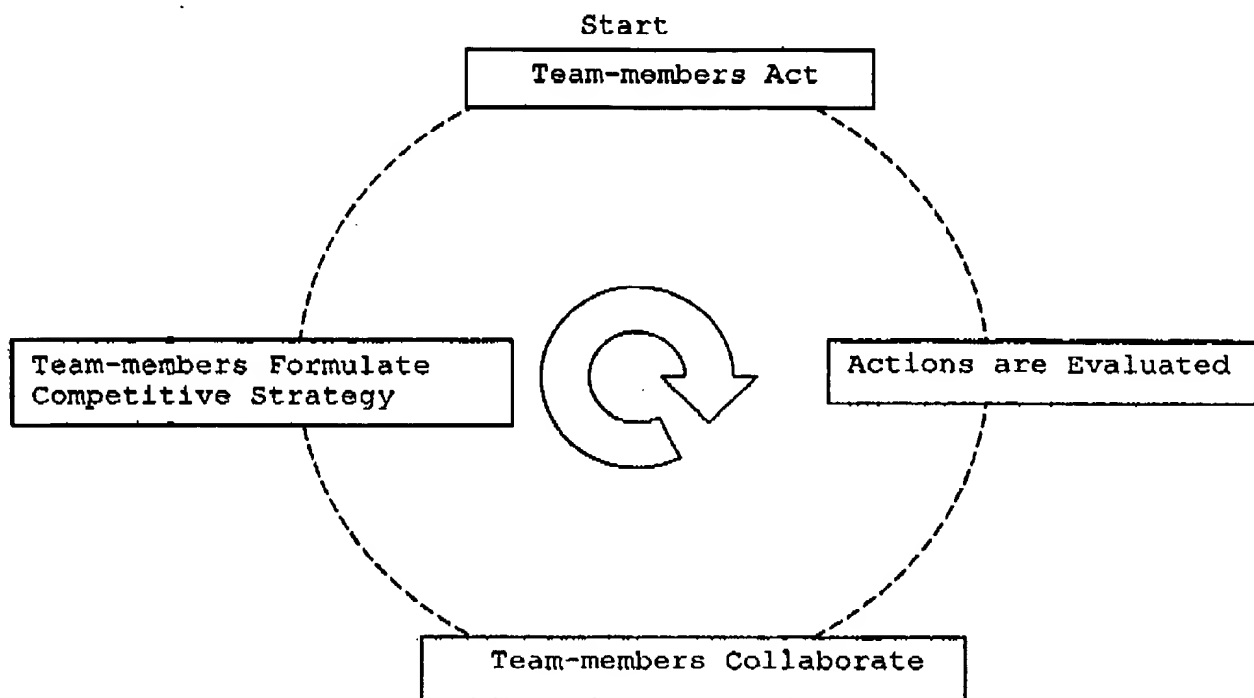 Start
Team-members Act
Team-members Formulate
Competitive Strategy
Actions are Evaluated
Team-members Collaborate